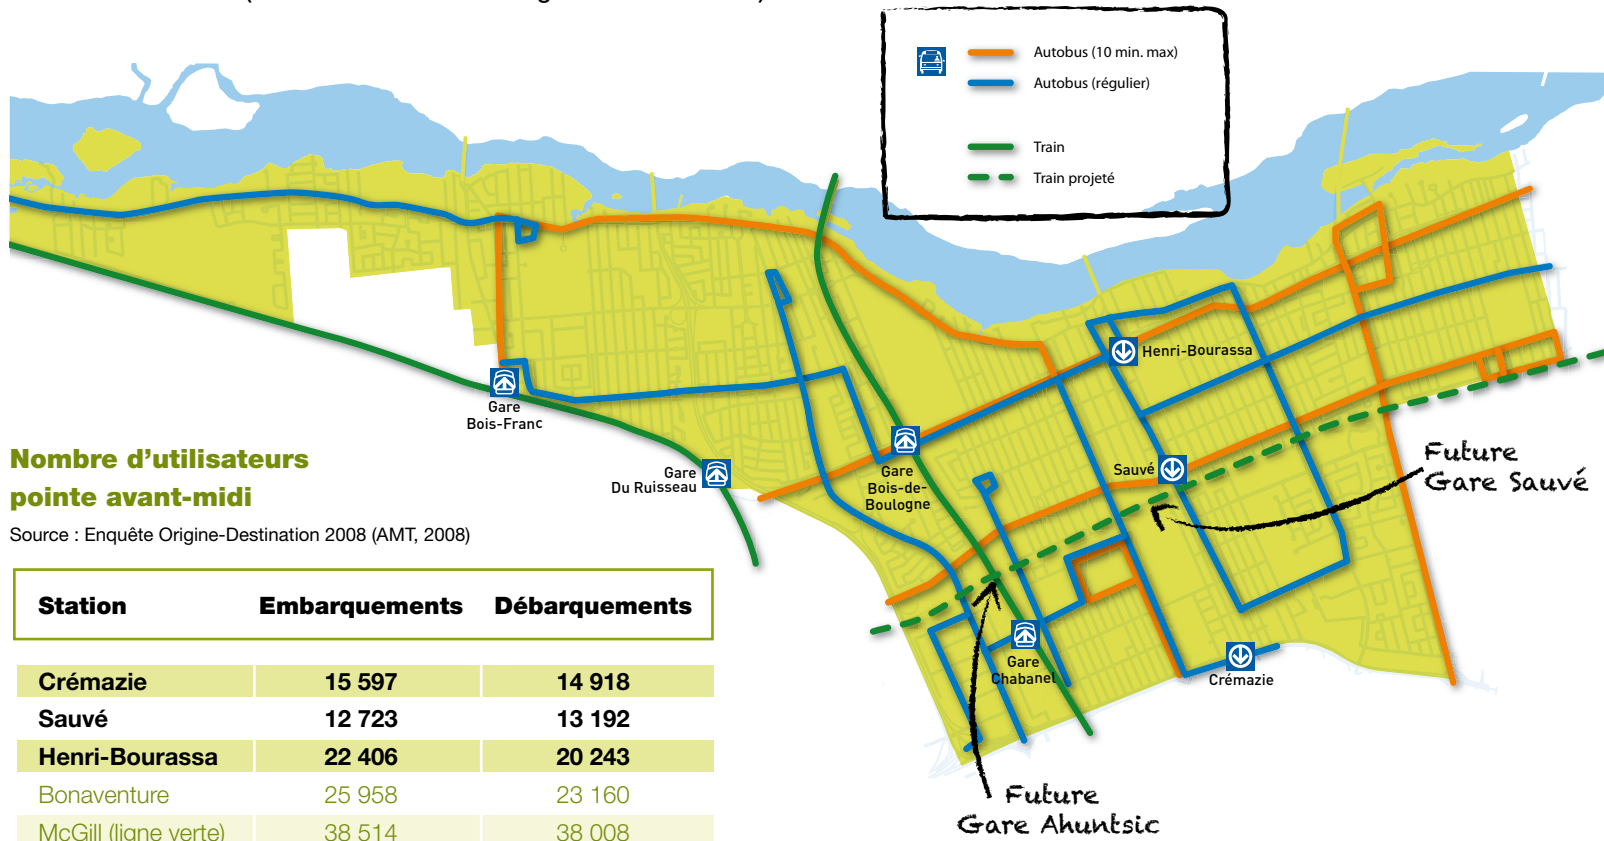 Autobus (10 min. max)
Autobus (régulier)
Train
Train projeté
Henri-Bourassa
Gare
Bois-Franc
Gare
Du Ruisseau
Gare
Bois-de-
Boulogne
Sauvé
Future
Gare Sauvé
Gare
Chabanel
Crémazie
Future
Gare Ahuntsic
Nombre d’utilisateurs
pointe avant-midi
Source : Enquête Origine-Destination 2008 (AMT, 2008)
Station Embarquements Débarquements
Crémazie 15 597 14 918
Sauvé 12 723 13 192
Henri-Bourassa 22 406 20 243
Bonaventure 25 958 23 160
McGill (ligne verte) 38 514 38 008